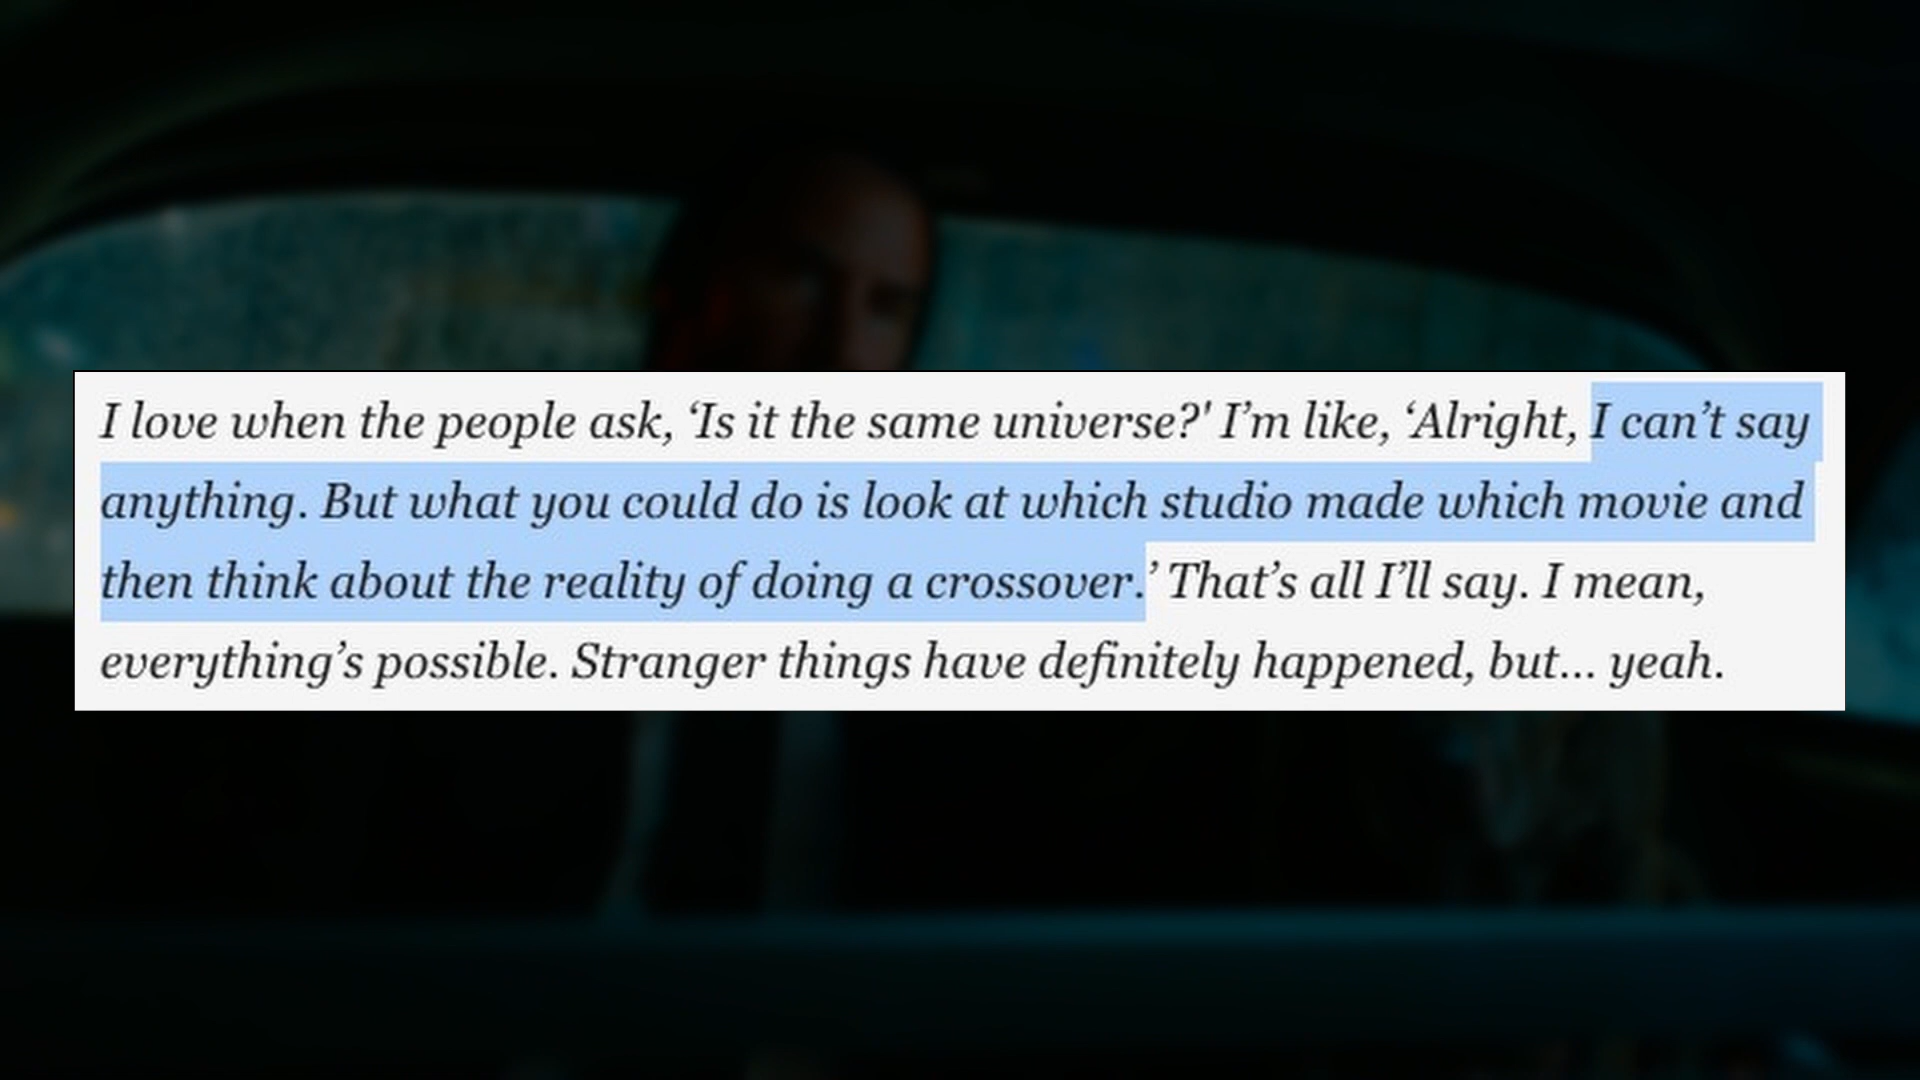 I love when the people ask, ‘Is it the same universe?' I’m like, ‘Alright, I can’t say
anything. But what you could do is look at which studio made which movie and
then think about the reality of doing a crossover.’ That’s all I’ll say. I mean,
everything’s possible. Stranger things have definitely happened, but... yeah.